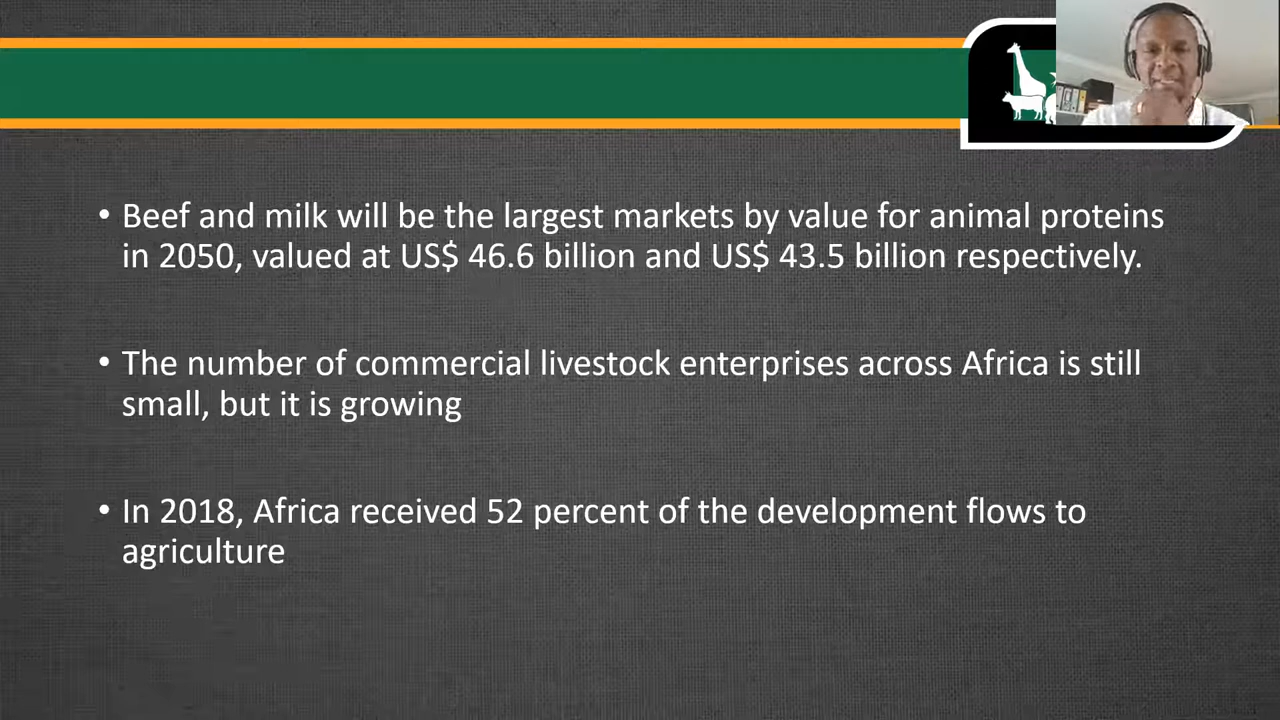 • Beef and milk will be the largest markets by value for animal proteins
in 2050, valued at US$ 46.6 billion and US$ 43.5 billion respectively.
• The number of commercial livestock enterprises across Africa is still
small, but it is growing
• In 2018, Africa received 52 percent of the development flows to
agriculture